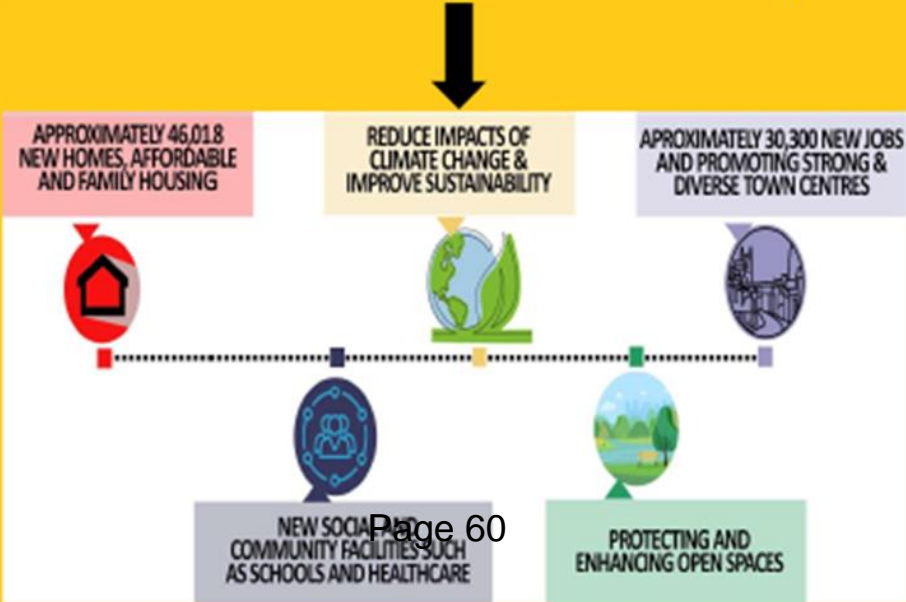 APPROXIMATELY 46,018
NEW HOMES, AFFORDABLE
AND FAMILY HOUSING
REDUCE IMPACTS OF
CLIMATE CHANGE &
IMPROVE SUSTAINABILITY
APROXIMATELY 30,300 NEW JOBS
AND PROMOTING STRONG &
DIVERSE TOWN CENTRES
NEW SOCIAL AND
COMMUNITY FACILITIES SUCH
AS SCHOOLS AND HEALTHCARE
Page 60
PROTECTING AND
ENHANCING OPEN SPACES